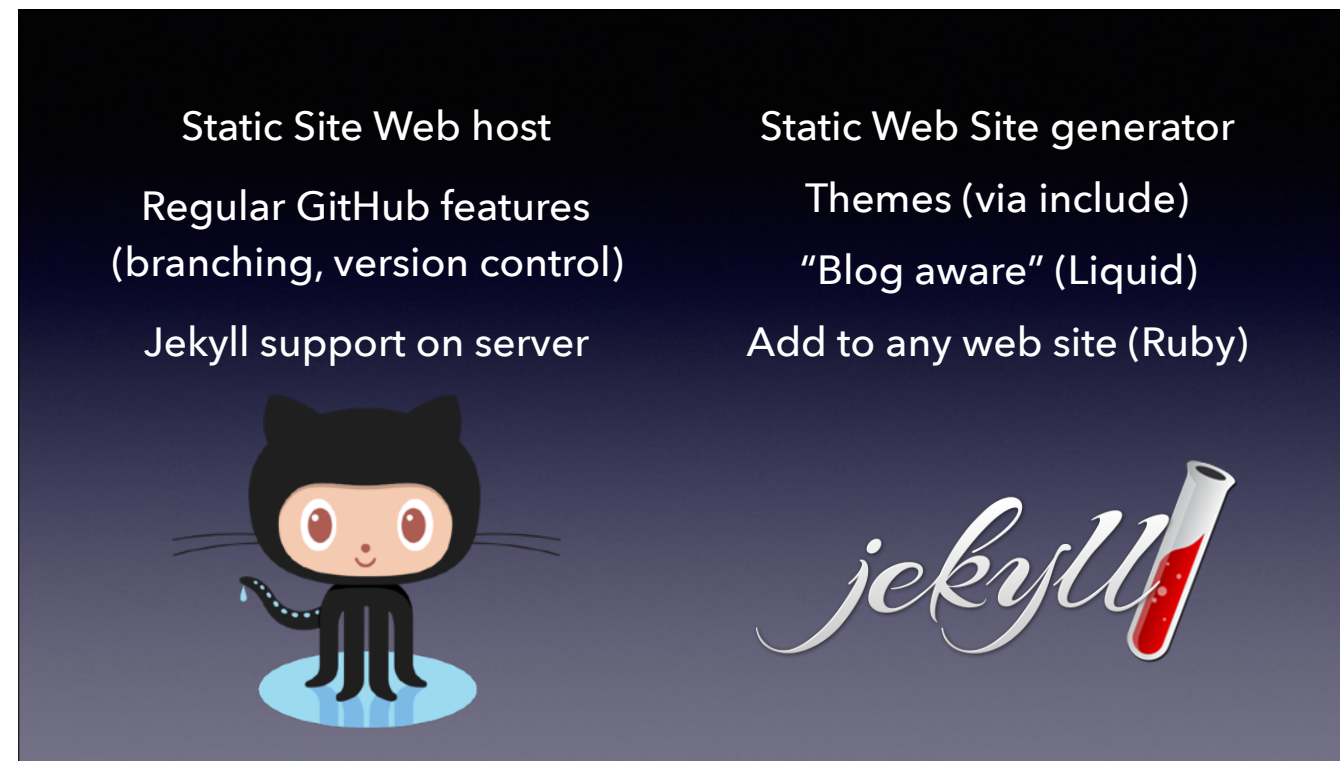 Static Site Web host
Regular GitHub features
(branching, version control)
Jekyll support on server
Static Web Site generator
Themes (via include)
“Blog aware” (Liquid)
Add to any web site (Ruby)
jekyll